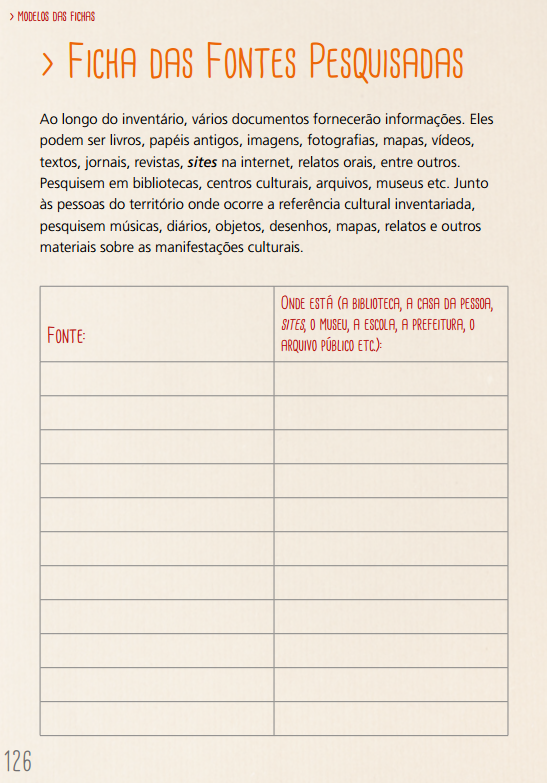 > Modelos das fichas
> Ficha das Fontes Pesquisadas
Ao longo do inventário, vários documentos fornecerão informações. Eles
podem ser livros, papéis antigos, imagens, fotografias, mapas, vídeos,
textos, jornais, revistas, sites na internet, relatos orais, entre outros.
Pesquisem em bibliotecas, centros culturais, arquivos, museus etc. Junto
às pessoas do território onde ocorre a referência cultural inventariada,
pesquisem músicas, diários, objetos, desenhos, mapas, relatos e outros
materiais sobre as manifestações culturais.
Fonte:
Onde está (a biblioteca, a casa da pessoa,
sites, o museu, a escola, a prefeitura, o
arquivo público etc.):
126